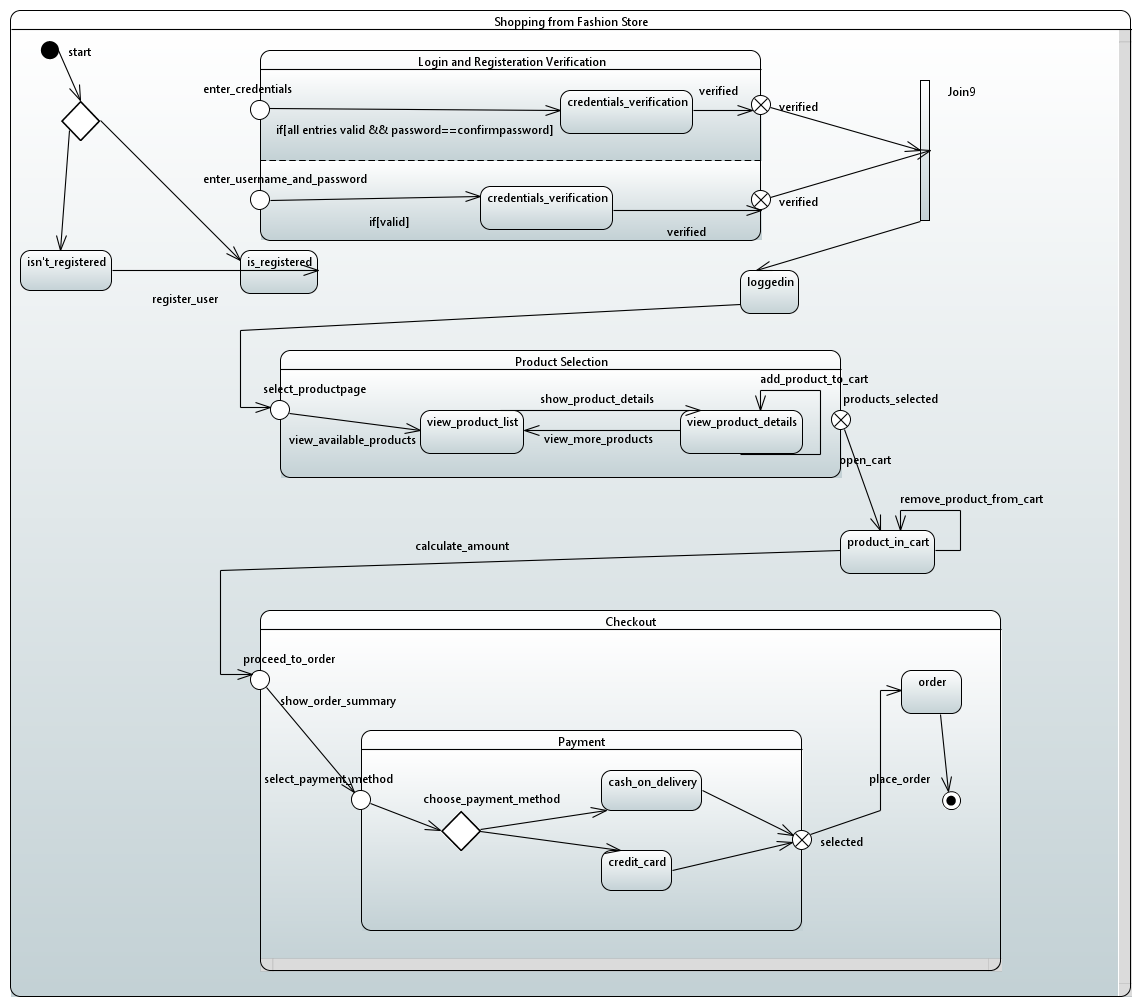 Shopping from Fashion Store
start
Login and Registeration Verification
enter_credentials
credentials_verification
verified
verified
Join9
if[all entries valid && password==confirmpassword]
enter_username_and_password
credentials_verification
verified
if[valid]
verified
isn't_registered
is_registered
register_user
loggedin
Product Selection
select_productpage
add_product_to_cart
show_product_details
products_selected
view_product_list
view_product_details
view_available_products
view_more_products
open_cart
remove_product_from_cart
product_in_cart
calculate_amount
Checkout
proceed_to_order
show_order_summary
order
Payment
select_payment_method
cash_on_delivery
place_order
choose_payment_method
selected
credit_card